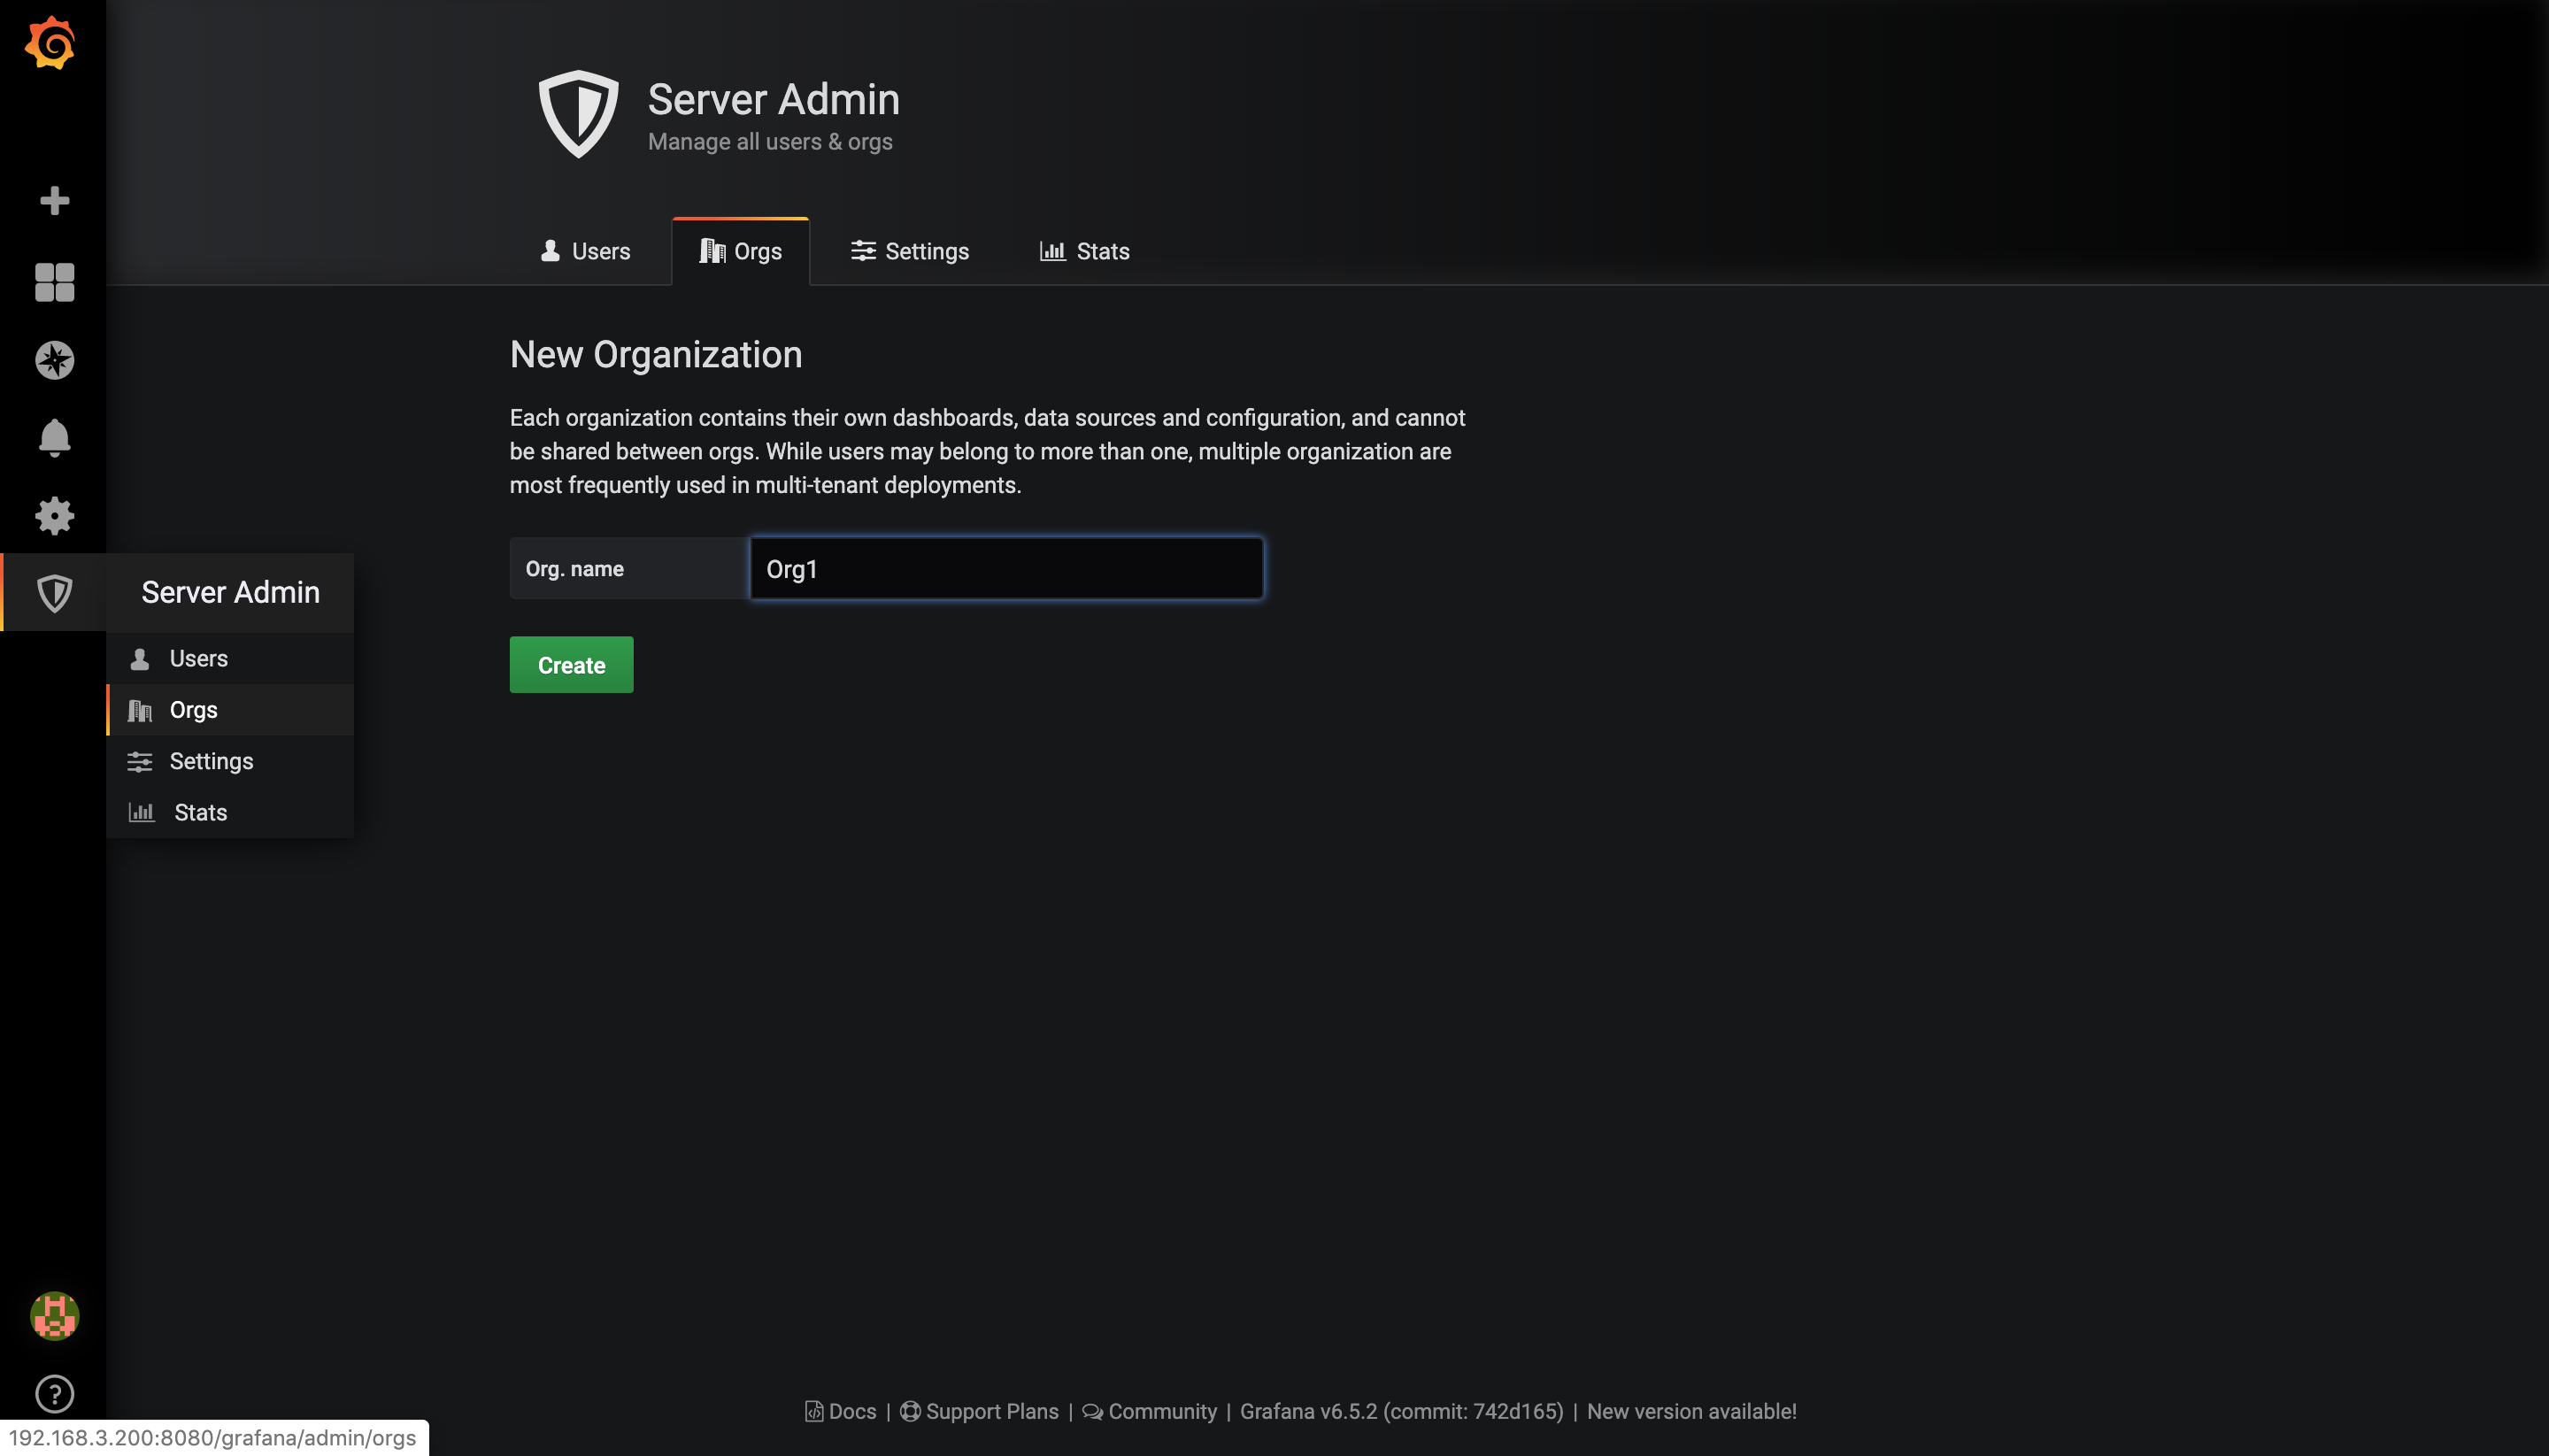 Server Admin
Manage all users & orgs
Users
Orgs
Settings
Stats
New Organization
Each organization contains their own dashboards, data sources and configuration, and cannot
be shared between orgs. While users may belong to more than one, multiple organization are
most frequently used in multi-tenant deployments.
Org. name
Org1
Create
Server Admin
Users
Orgs
Settings
Stats
Docs | Support Plans | Community | Grafana v6.5.2 (commit: 742d165) | New version available!
192.168.3.200:8080/grafana/admin/orgs